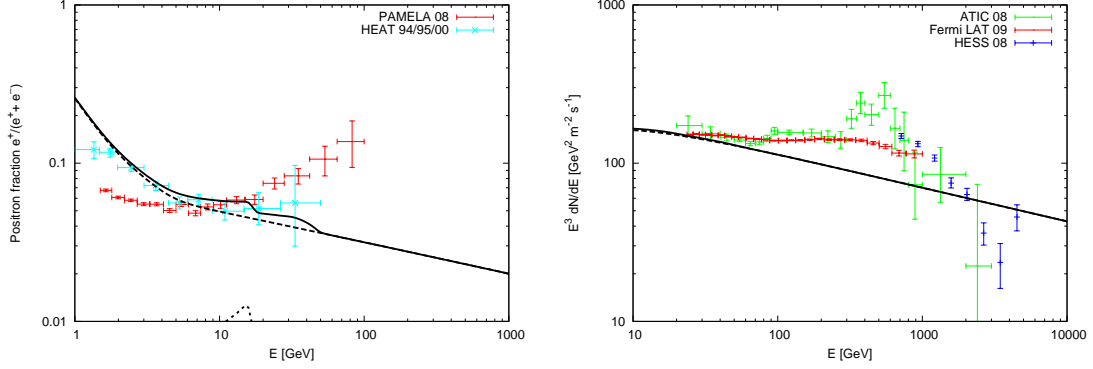 Positron fraction e⁺/(e⁺+ e⁻)
1
0.1
0.01
1
10
100
1000
E [GeV]
PAMELA 08
HEAT 94/95/00
E³ dN/dE [GeV² m⁻² s⁻¹]
1000
100
10
10
100
1000
10000
E [GeV]
ATIC 08
Fermi LAT 09
HESS 08